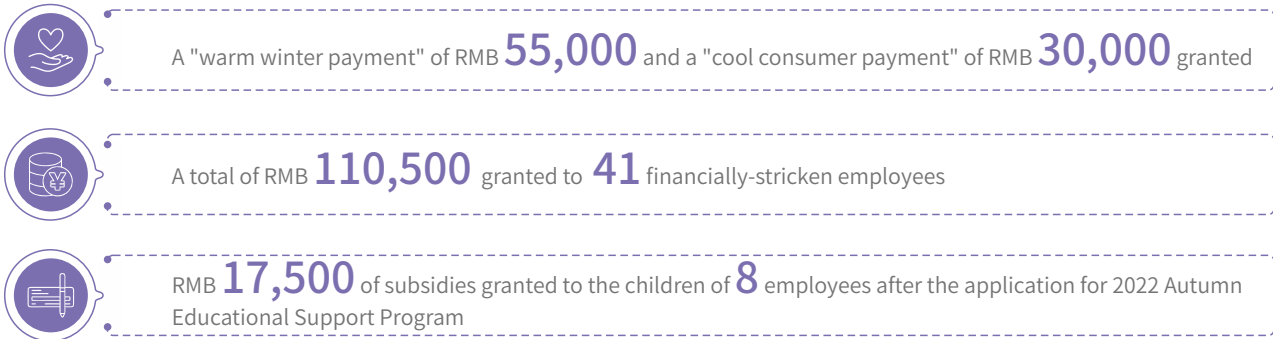 A "warm winter payment" of RMB 55,000 and a "cool consumer payment" of RMB 30,000 granted
A total of RMB 110,500 granted to 41 financially-stricken employees
RMB 17,500 of subsidies granted to the children of 8 employees after the application for 2022 Autumn
Educational Support Program